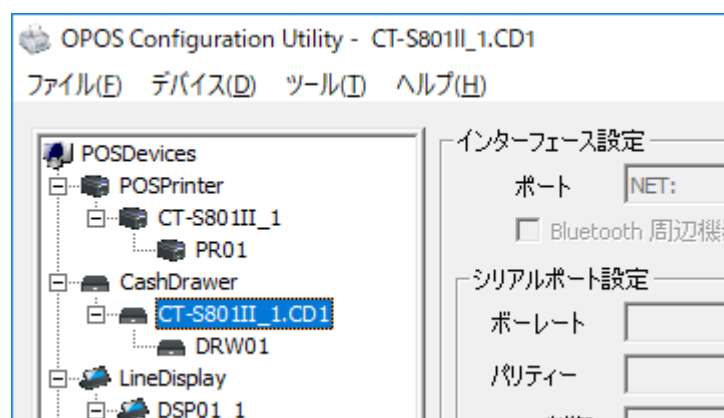 OPOS Configuration Utility - CT-S801II_1.CD1
ファイル(F) デバイス(D) ツール(T) ヘルプ(H)
POSDevices
POSPrinter
CT-S801II_1
PR01
CashDrawer
CT-S801II_1.CD1
DRW01
LineDisplay
DSP01_1
インターフェース設定
ポート NET:
Bluetooth 周辺機
シリアルポート設定
ボーレート
パリティー